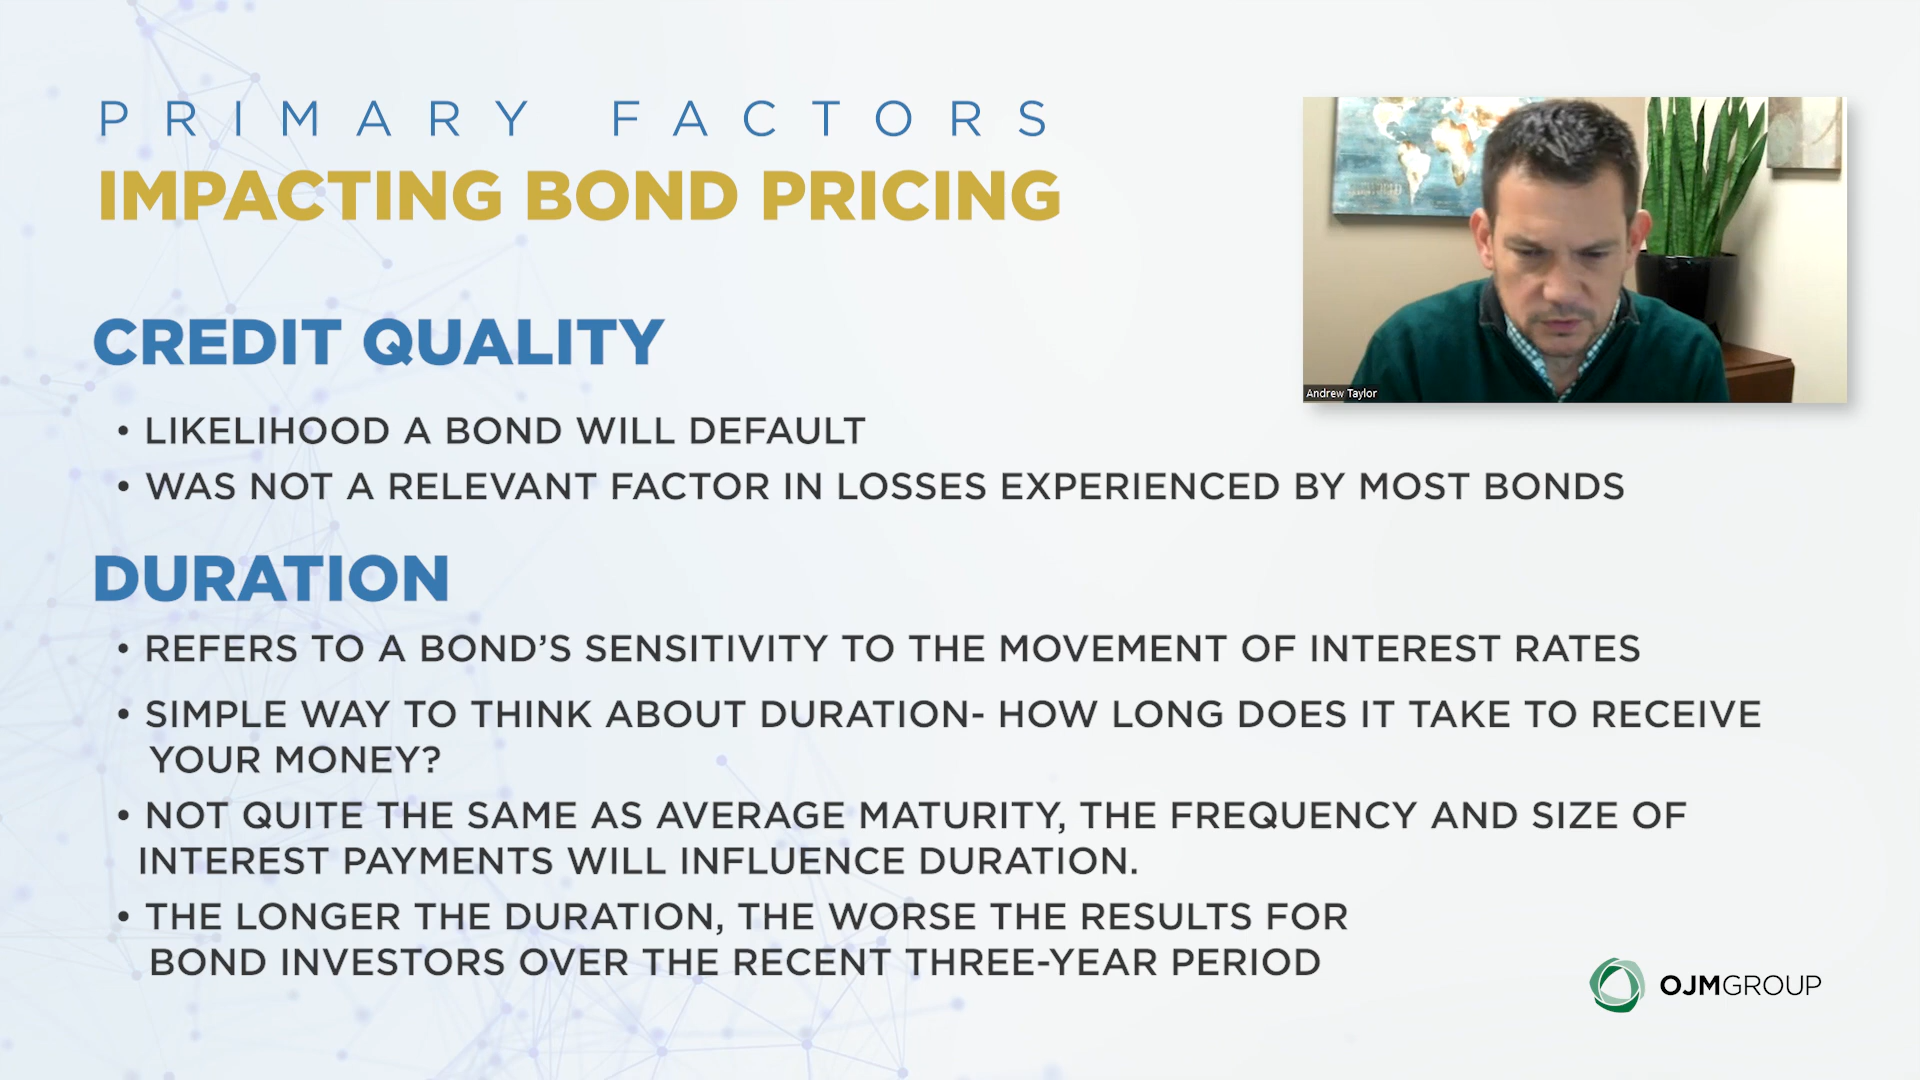 PRIMARY FACTORS
IMPACTING BOND PRICING
Andrew Taylor
CREDIT QUALITY
• LIKELIHOOD A BOND WILL DEFAULT
• WAS NOT A RELEVANT FACTOR IN LOSSES EXPERIENCED BY MOST BONDS
DURATION
• REFERS TO A BOND’S SENSITIVITY TO THE MOVEMENT OF INTEREST RATES
• SIMPLE WAY TO THINK ABOUT DURATION- HOW LONG DOES IT TAKE TO RECEIVE
YOUR MONEY?
• NOT QUITE THE SAME AS AVERAGE MATURITY, THE FREQUENCY AND SIZE OF
INTEREST PAYMENTS WILL INFLUENCE DURATION.
• THE LONGER THE DURATION, THE WORSE THE RESULTS FOR
BOND INVESTORS OVER THE RECENT THREE-YEAR PERIOD
OJMGROUP